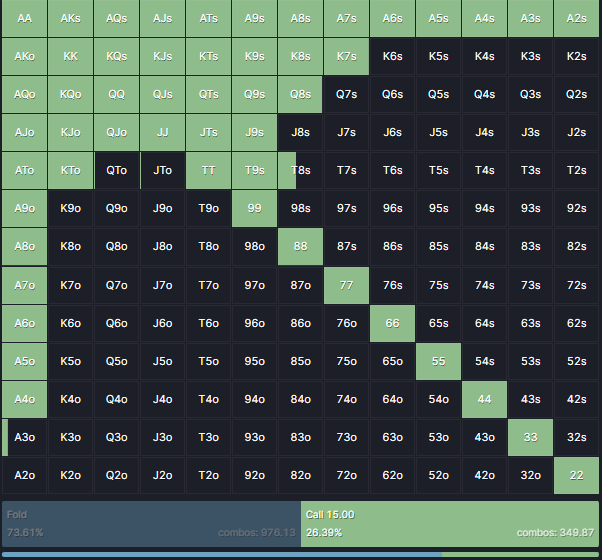 AA AKs AQs AJs ATs A9s A8s A7s A6s A5s A4s A3s A2s
AKo KK KQs KJs KTs K9s K8s K7s K6s K5s K4s K3s K2s
AQo KQo QQ QJs QTs Q9s Q8s Q7s Q6s Q5s Q4s Q3s Q2s
AJo KJo QJo JJ JTs J9s J8s J7s J6s J5s J4s J3s J2s
ATo KTo QTo JTo TT T9s T8s T7s T6s T5s T4s T3s T2s
A9o K9o Q9o J9o T9o 99 98s 97s 96s 95s 94s 93s 92s
A8o K8o Q8o J8o T8o 98o 88 87s 86s 85s 84s 83s 82s
A7o K7o Q7o J7o T7o 97o 87o 77 76s 75s 74s 73s 72s
A6o K6o Q6o J6o T6o 96o 86o 76o 66 65s 64s 63s 62s
A5o K5o Q5o J5o T5o 95o 85o 75o 65o 55 54s 53s 52s
A4o K4o Q4o J4o T4o 94o 84o 74o 64o 54o 44 43s 42s
A3o K3o Q3o J3o T3o 93o 83o 73o 63o 53o 43o 33 32s
A2o K2o Q2o J2o T2o 92o 82o 72o 62o 52o 42o 32o 22
Fold Call 15.00
73.61% combos: 976.13 26.39% combos: 349.87